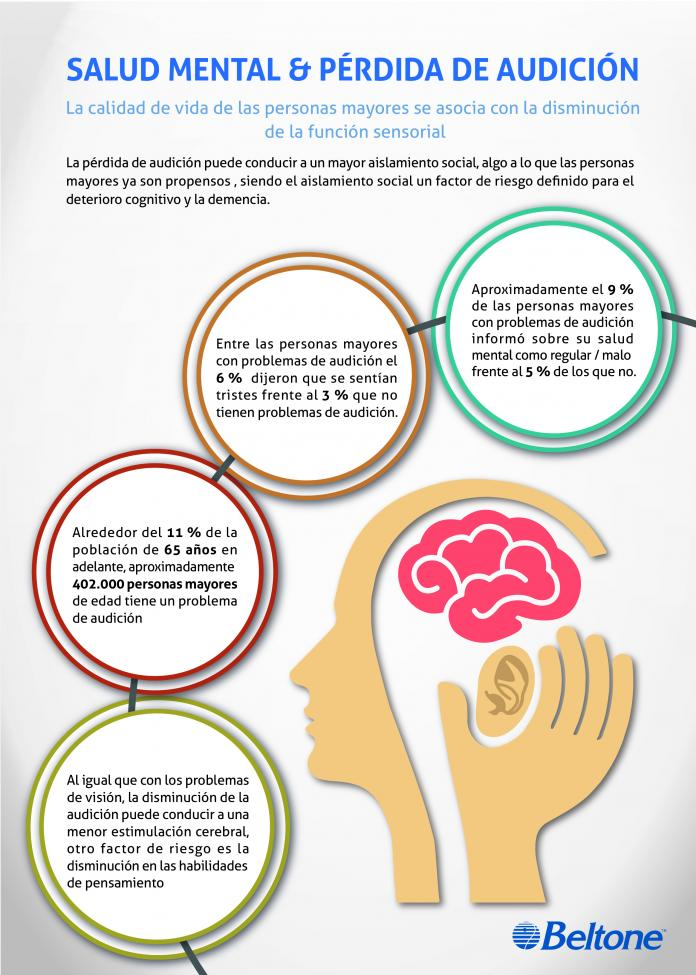 SALUD MENTAL & PÉRDIDA DE AUDICIÓN
La calidad de vida de las personas mayores se asocia con la disminución
de la función sensorial
La pérdida de audición puede conducir a un mayor aislamiento social, algo a lo que las personas
mayores ya son propensos , siendo el aislamiento social un factor de riesgo definido para el
deterioro cognitivo y la demencia.
Aproximadamente el 9 %
de las personas mayores
con problemas de audición
informó sobre su salud
mental como regular / malo
frente al 5 % de los que no.
Entre las personas mayores
con problemas de audición el
6 % dijeron que se sentían
tristes frente al 3 % que no
tienen problemas de audición.
Alrededor del 11 % de la
población de 65 años en
adelante, aproximadamente
402.000 personas mayores
de edad tiene un problema
de audición
Al igual que con los problemas
de visión, la disminución de la
audición puede conducir a una
menor estimulación cerebral,
otro factor de riesgo es la
disminución en las habilidades
de pensamiento
Beltone™